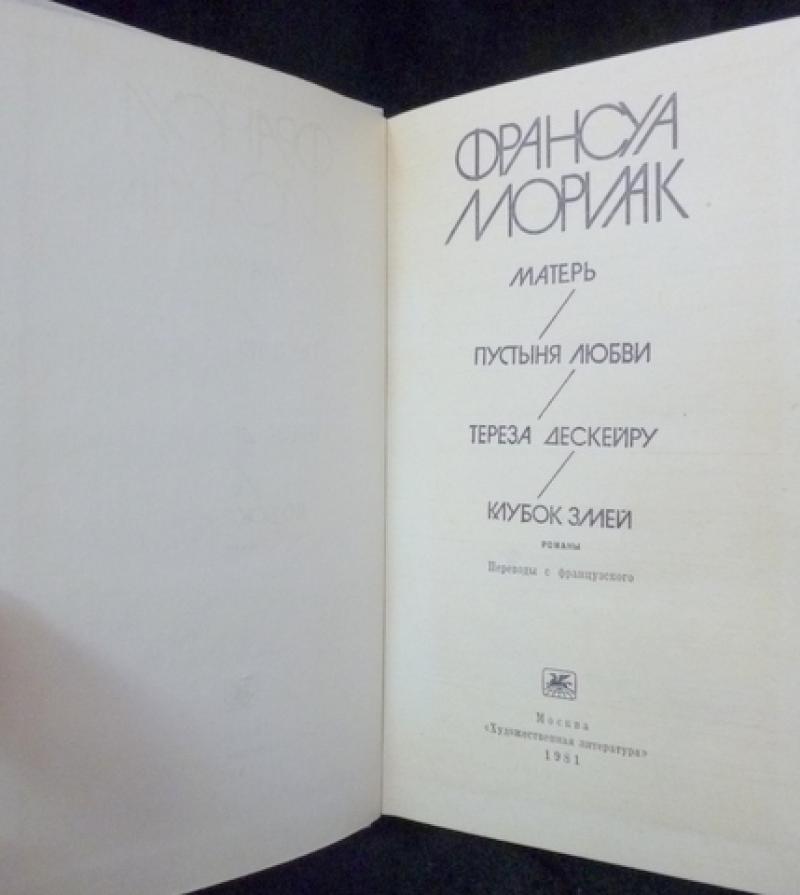 ФРАНСУА
МОРИАК
МАТЕРЬ
ПУСТЫНЯ ЛЮБВИ
ТЕРЕЗА ДЕСКЕЙРУ
КЛУБОК ЗМЕЙ
РОМАНЫ
Переводы с французского
Москва
«Художественная литература»
1981